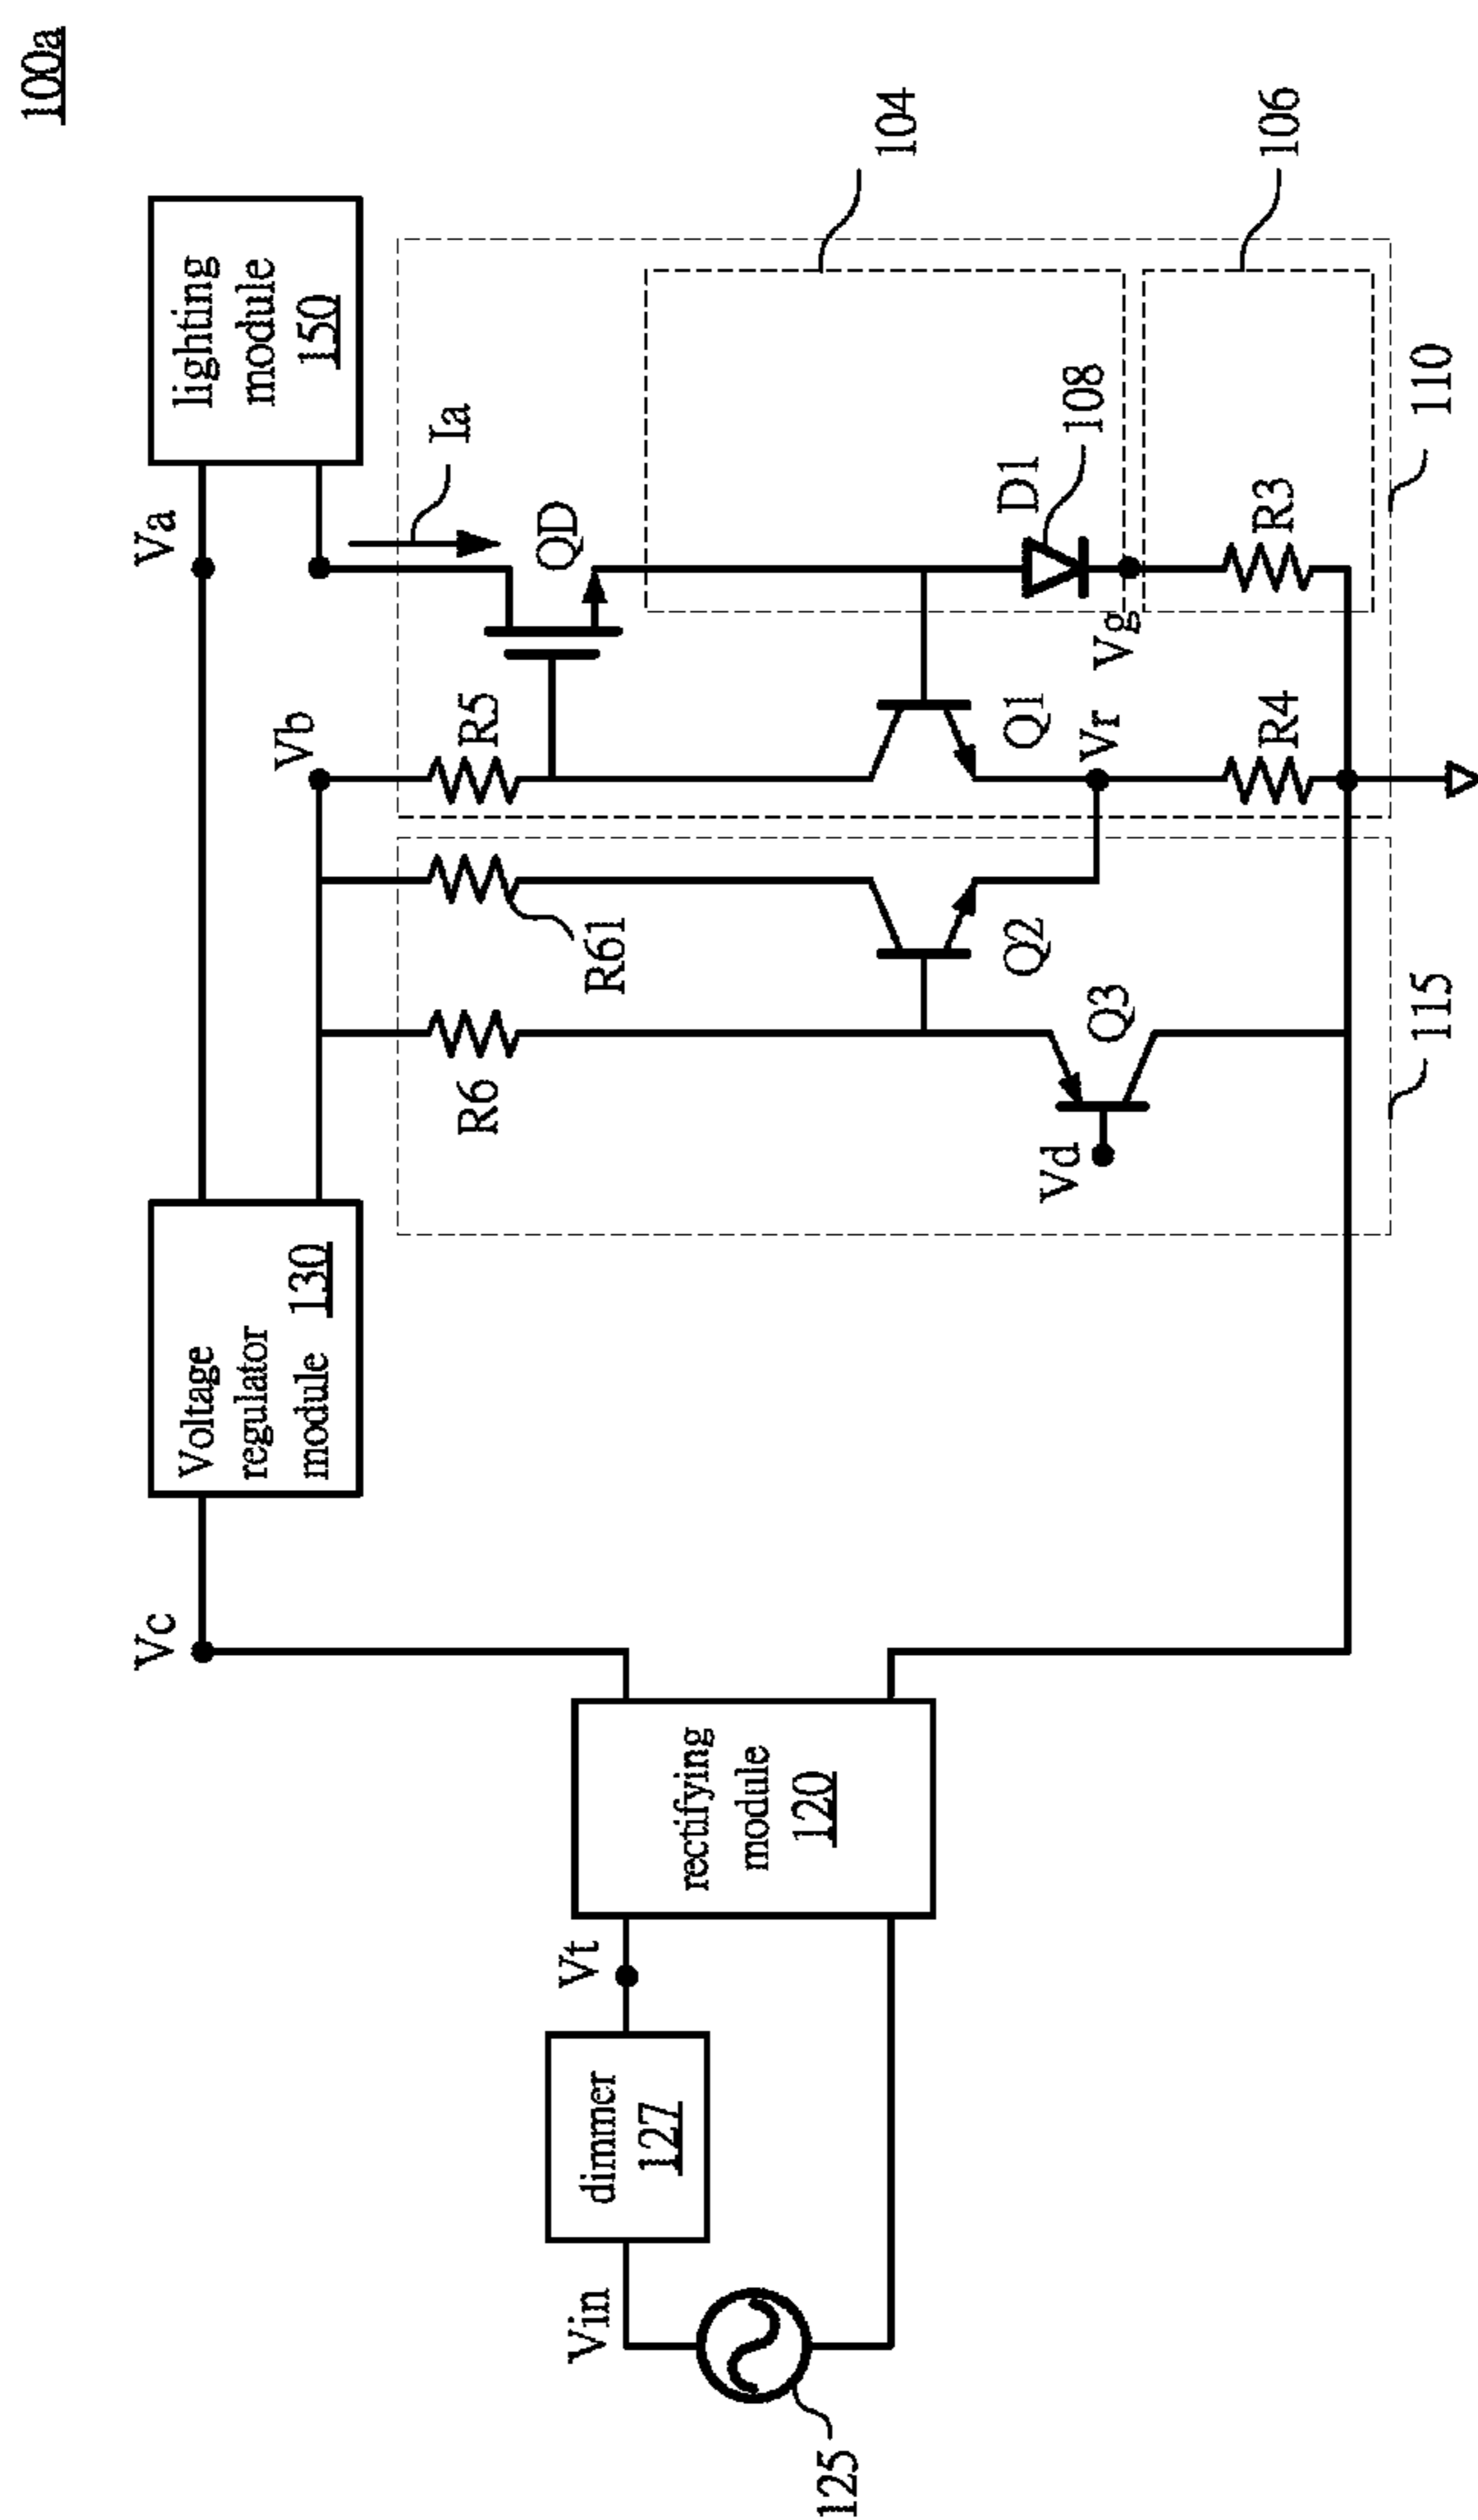 100a
Vc
Voltage
regulator
module 130
Va
lighting
module
150
Vb
Ia
R6
R61
R5
QD
104
106
Vin
dimmer
127
Vt
rectifying
module
120
125
Vd
Q3
Q2
Q1
D1
108
Vr
Vg
R4
R3
115
110